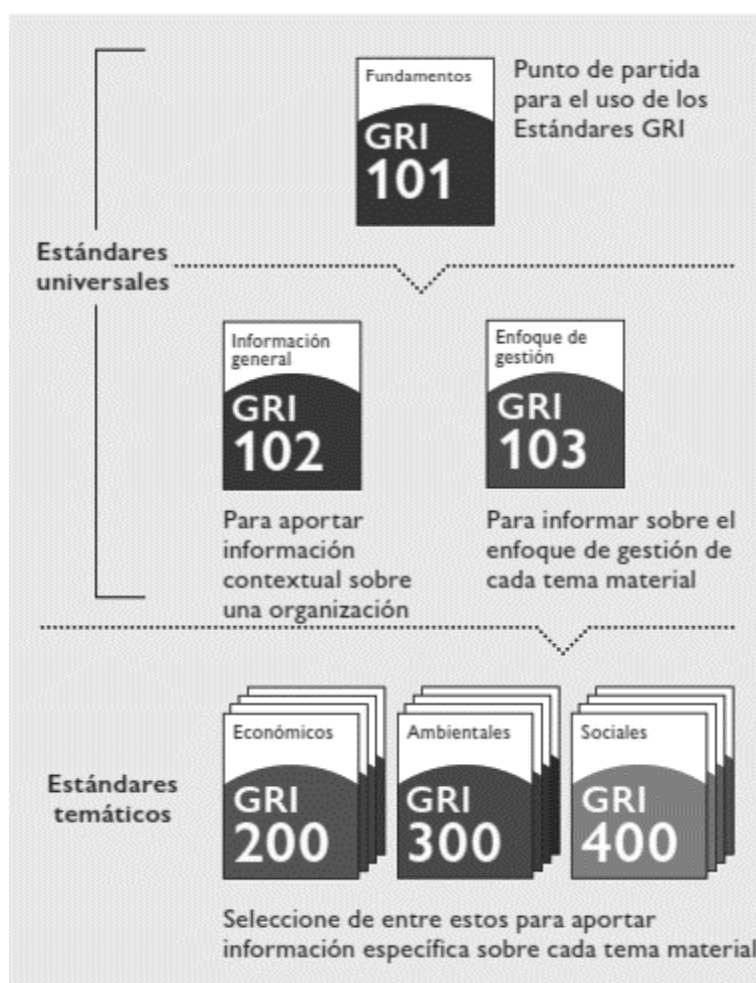 Fundamentos
GRI
101
Punto de partida
para el uso de los
Estándares GRI
Estándares
universales
Información
general
GRI
102
Enfoque de
gestión
GRI
103
Para aportar
información
contextual sobre
una organización
Para informar sobre el
enfoque de gestión de
cada tema material
Estándares
temáticos
Económicos
GRI
200
Ambientales
GRI
300
Sociales
GRI
400
Seleccione de entre estos para aportar
información específica sobre cada tema material